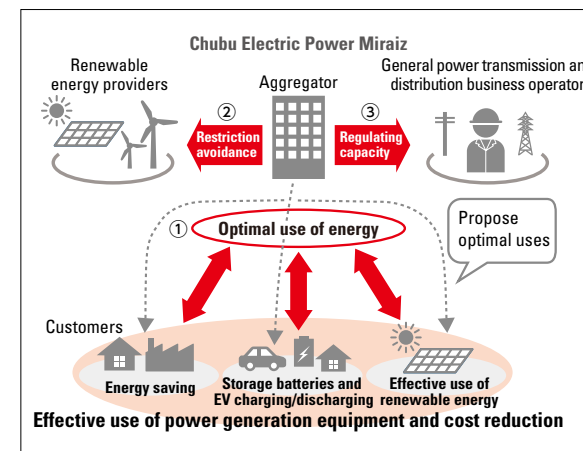 Chubu Electric Power Miraiz
Renewable
energy providers
Aggregator
General power transmission an
distribution business operator
②
Restriction
avoidance
③
Regulating
capacity
① Optimal use of energy
Propose
optimal uses
Customers
Energy saving
Storage batteries and
EV charging/discharging
Effective use of
renewable energy
Effective use of power generation equipment and cost reduction